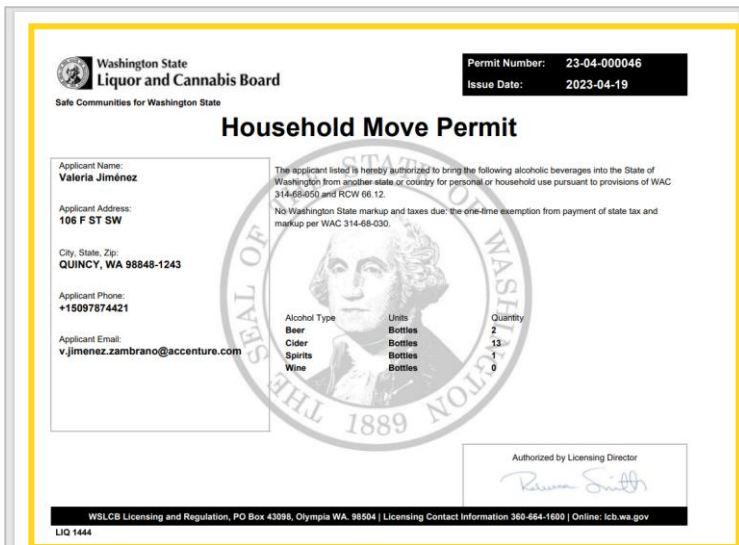 Washington State
Liquor and Cannabis Board
Safe Communities for Washington State
Permit Number: 23-04-000046
Issue Date: 2023-04-19
Household Move Permit
Applicant Name:
Valeria Jiménez
Applicant Address:
106 F ST SW
City, State, Zip:
QUINCY, WA 98848-1243
Applicant Phone:
+15097874421
Applicant Email:
v.jimenez.zambrano@accenture.com
The applicant listed is hereby authorized to bring the following alcoholic beverages into the State of
Washington from another state or country for personal or household use pursuant to provisions of WAC
314-68-050 and RCW 66.12.
No Washington State markup and taxes due: the one-time exemption from payment of state tax and
markup per WAC 314-68-030.
Alcohol Type Units Quantity
Beer Bottles 2
Cider Bottles 13
Spirits Bottles 1
Wine Bottles 0
THE SEAL OF THE STATE OF WASHINGTON
1889
Authorized by Licensing Director
Rebecca Smith
WSLCB Licensing and Regulation, PO Box 43098, Olympia WA. 98504 | Licensing Contact Information 360-664-1600 | Online: lcb.wa.gov
LIQ 1444